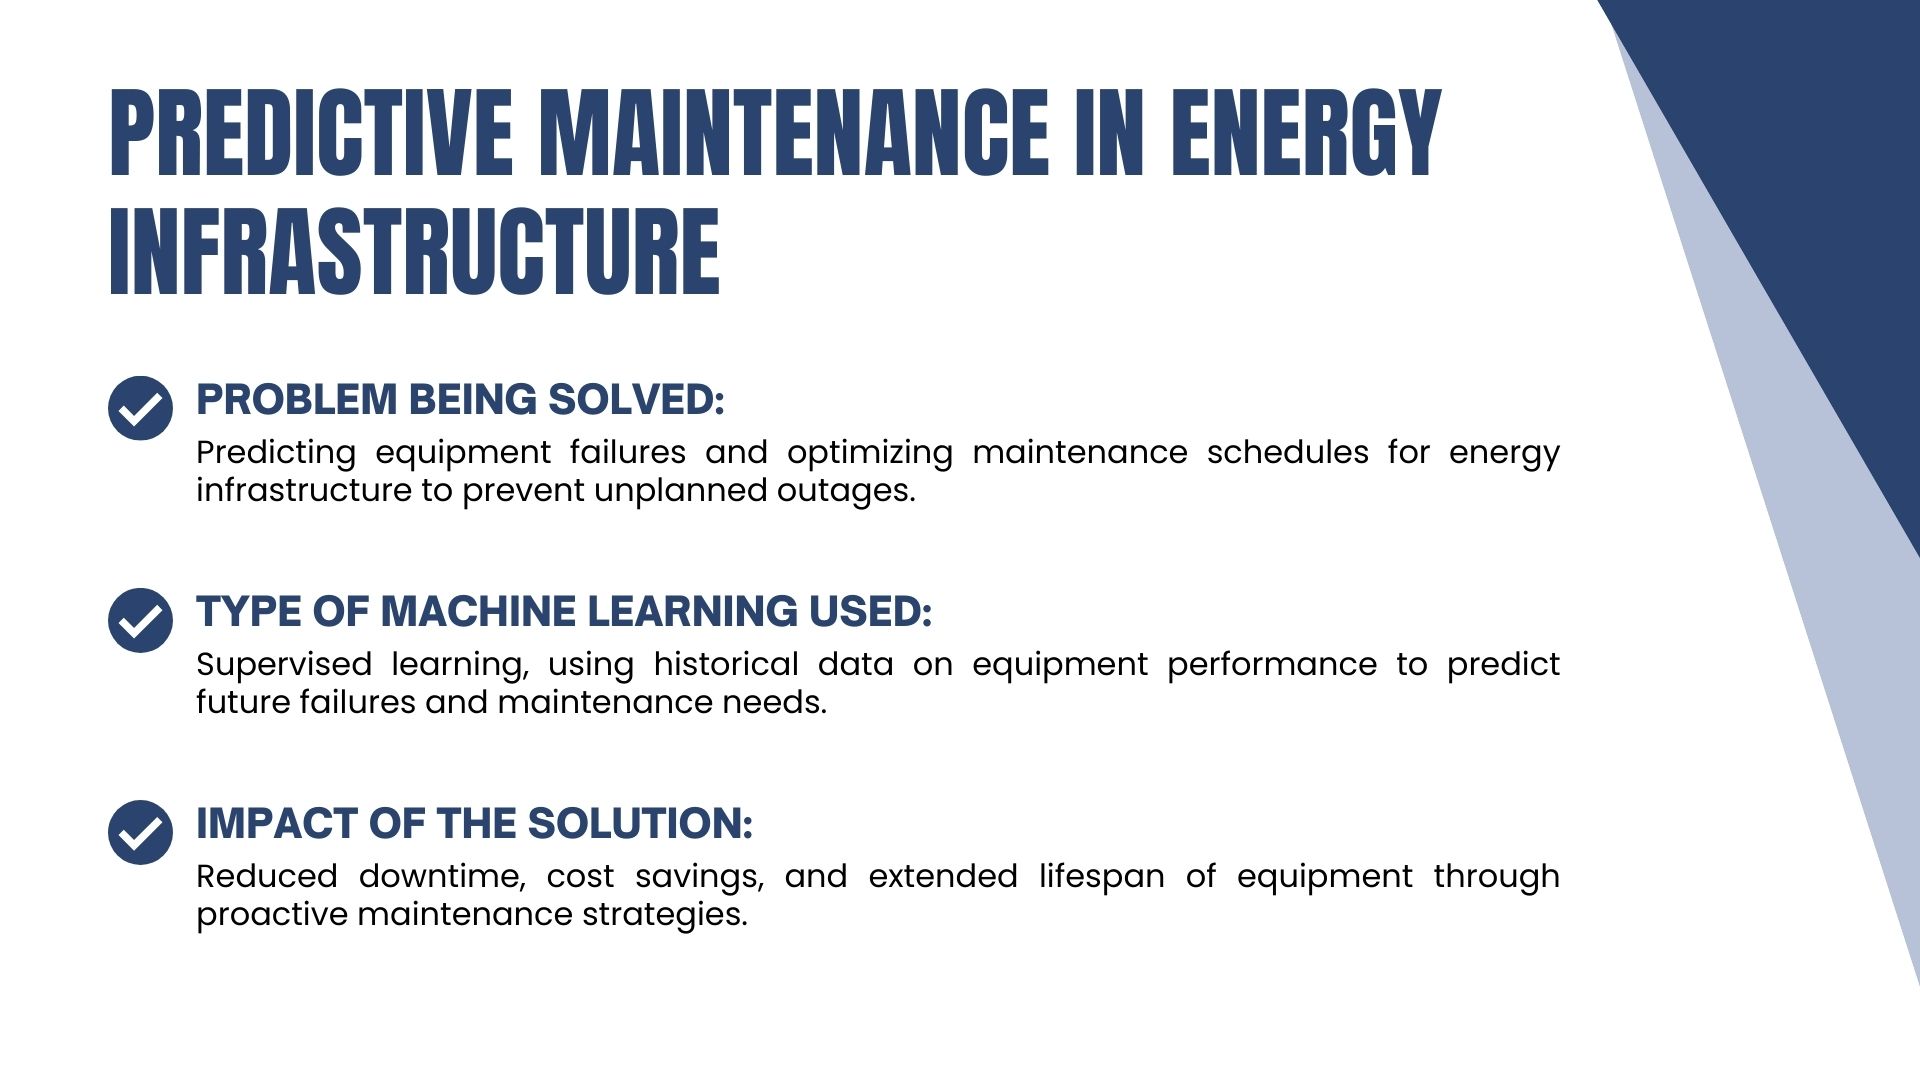 PREDICTIVE MAINTENANCE IN ENERGY
INFRASTRUCTURE
PROBLEM BEING SOLVED:
Predicting equipment failures and optimizing maintenance schedules for energy
infrastructure to prevent unplanned outages.
TYPE OF MACHINE LEARNING USED:
Supervised learning, using historical data on equipment performance to predict
future failures and maintenance needs.
IMPACT OF THE SOLUTION:
Reduced downtime, cost savings, and extended lifespan of equipment through
proactive maintenance strategies.